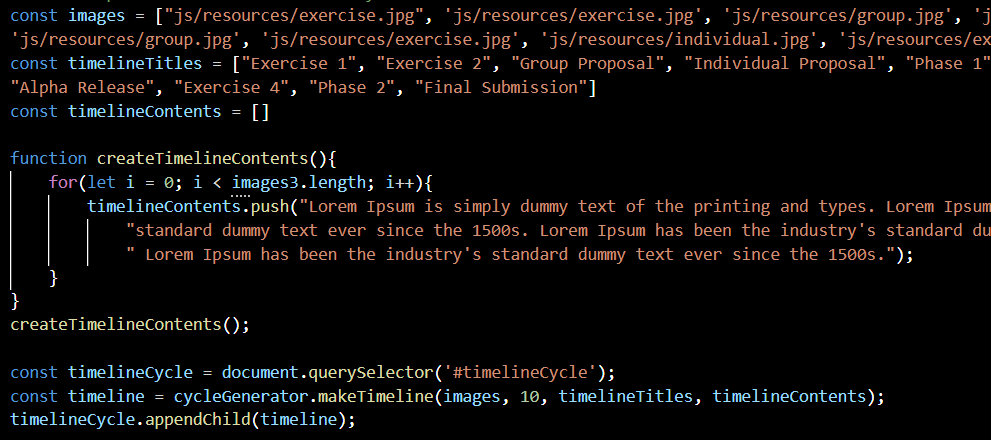 const images = ["js/resources/exercise.jpg", 'js/resources/exercise.jpg', 'js/resources/group.jpg', 'j
'js/resources/group.jpg', 'js/resources/exercise.jpg', 'js/resources/individual.jpg', 'js/resources/ex
const timelineTitles = ["Exercise 1", "Exercise 2", "Group Proposal", "Individual Proposal", "Phase 1"
"Alpha Release", "Exercise 4", "Phase 2", "Final Submission"]
const timelineContents = []
function createTimelineContents(){
for(let i = 0; i < images3.length; i++){
timelineContents.push("Lorem Ipsum is simply dummy text of the printing and types. Lorem Ipsum
"standard dummy text ever since the 1500s. Lorem Ipsum has been the industry's standard du
" Lorem Ipsum has been the industry's standard dummy text ever since the 1500s.");
}
}
createTimelineContents();
const timelineCycle = document.querySelector('#timelineCycle');
const timeline = cycleGenerator.makeTimeline(images, 10, timelineTitles, timelineContents);
timelineCycle.appendChild(timeline);